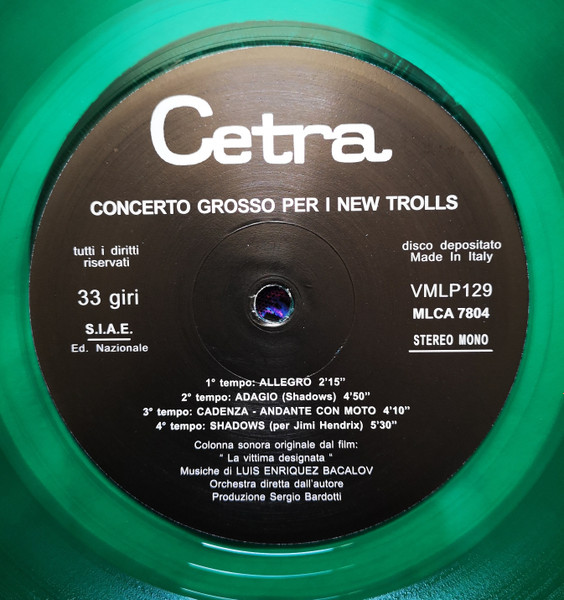 Cetra
CONCERTO GROSSO PER I NEW TROLLS
tutti i diritti
riservati
33 giri
S.I.A.E.
Ed. Nazionale
disco depositato
Made In Italy
VMLP129
MLCA 7804
STEREO MONO
1° tempo: ALLEGRO 2'15"
2° tempo: ADAGIO (Shadows) 4'50"
3° tempo: CADENZA - ANDANTE CON MOTO 4'10"
4° tempo: SHADOWS (per Jimi Hendrix) 5'30"
Colonna sonora originale dal film:
" La vittima designata "
Musiche di LUIS ENRIQUEZ BACALOV
Orchestra diretta dall'autore
Produzione Sergio Bardotti